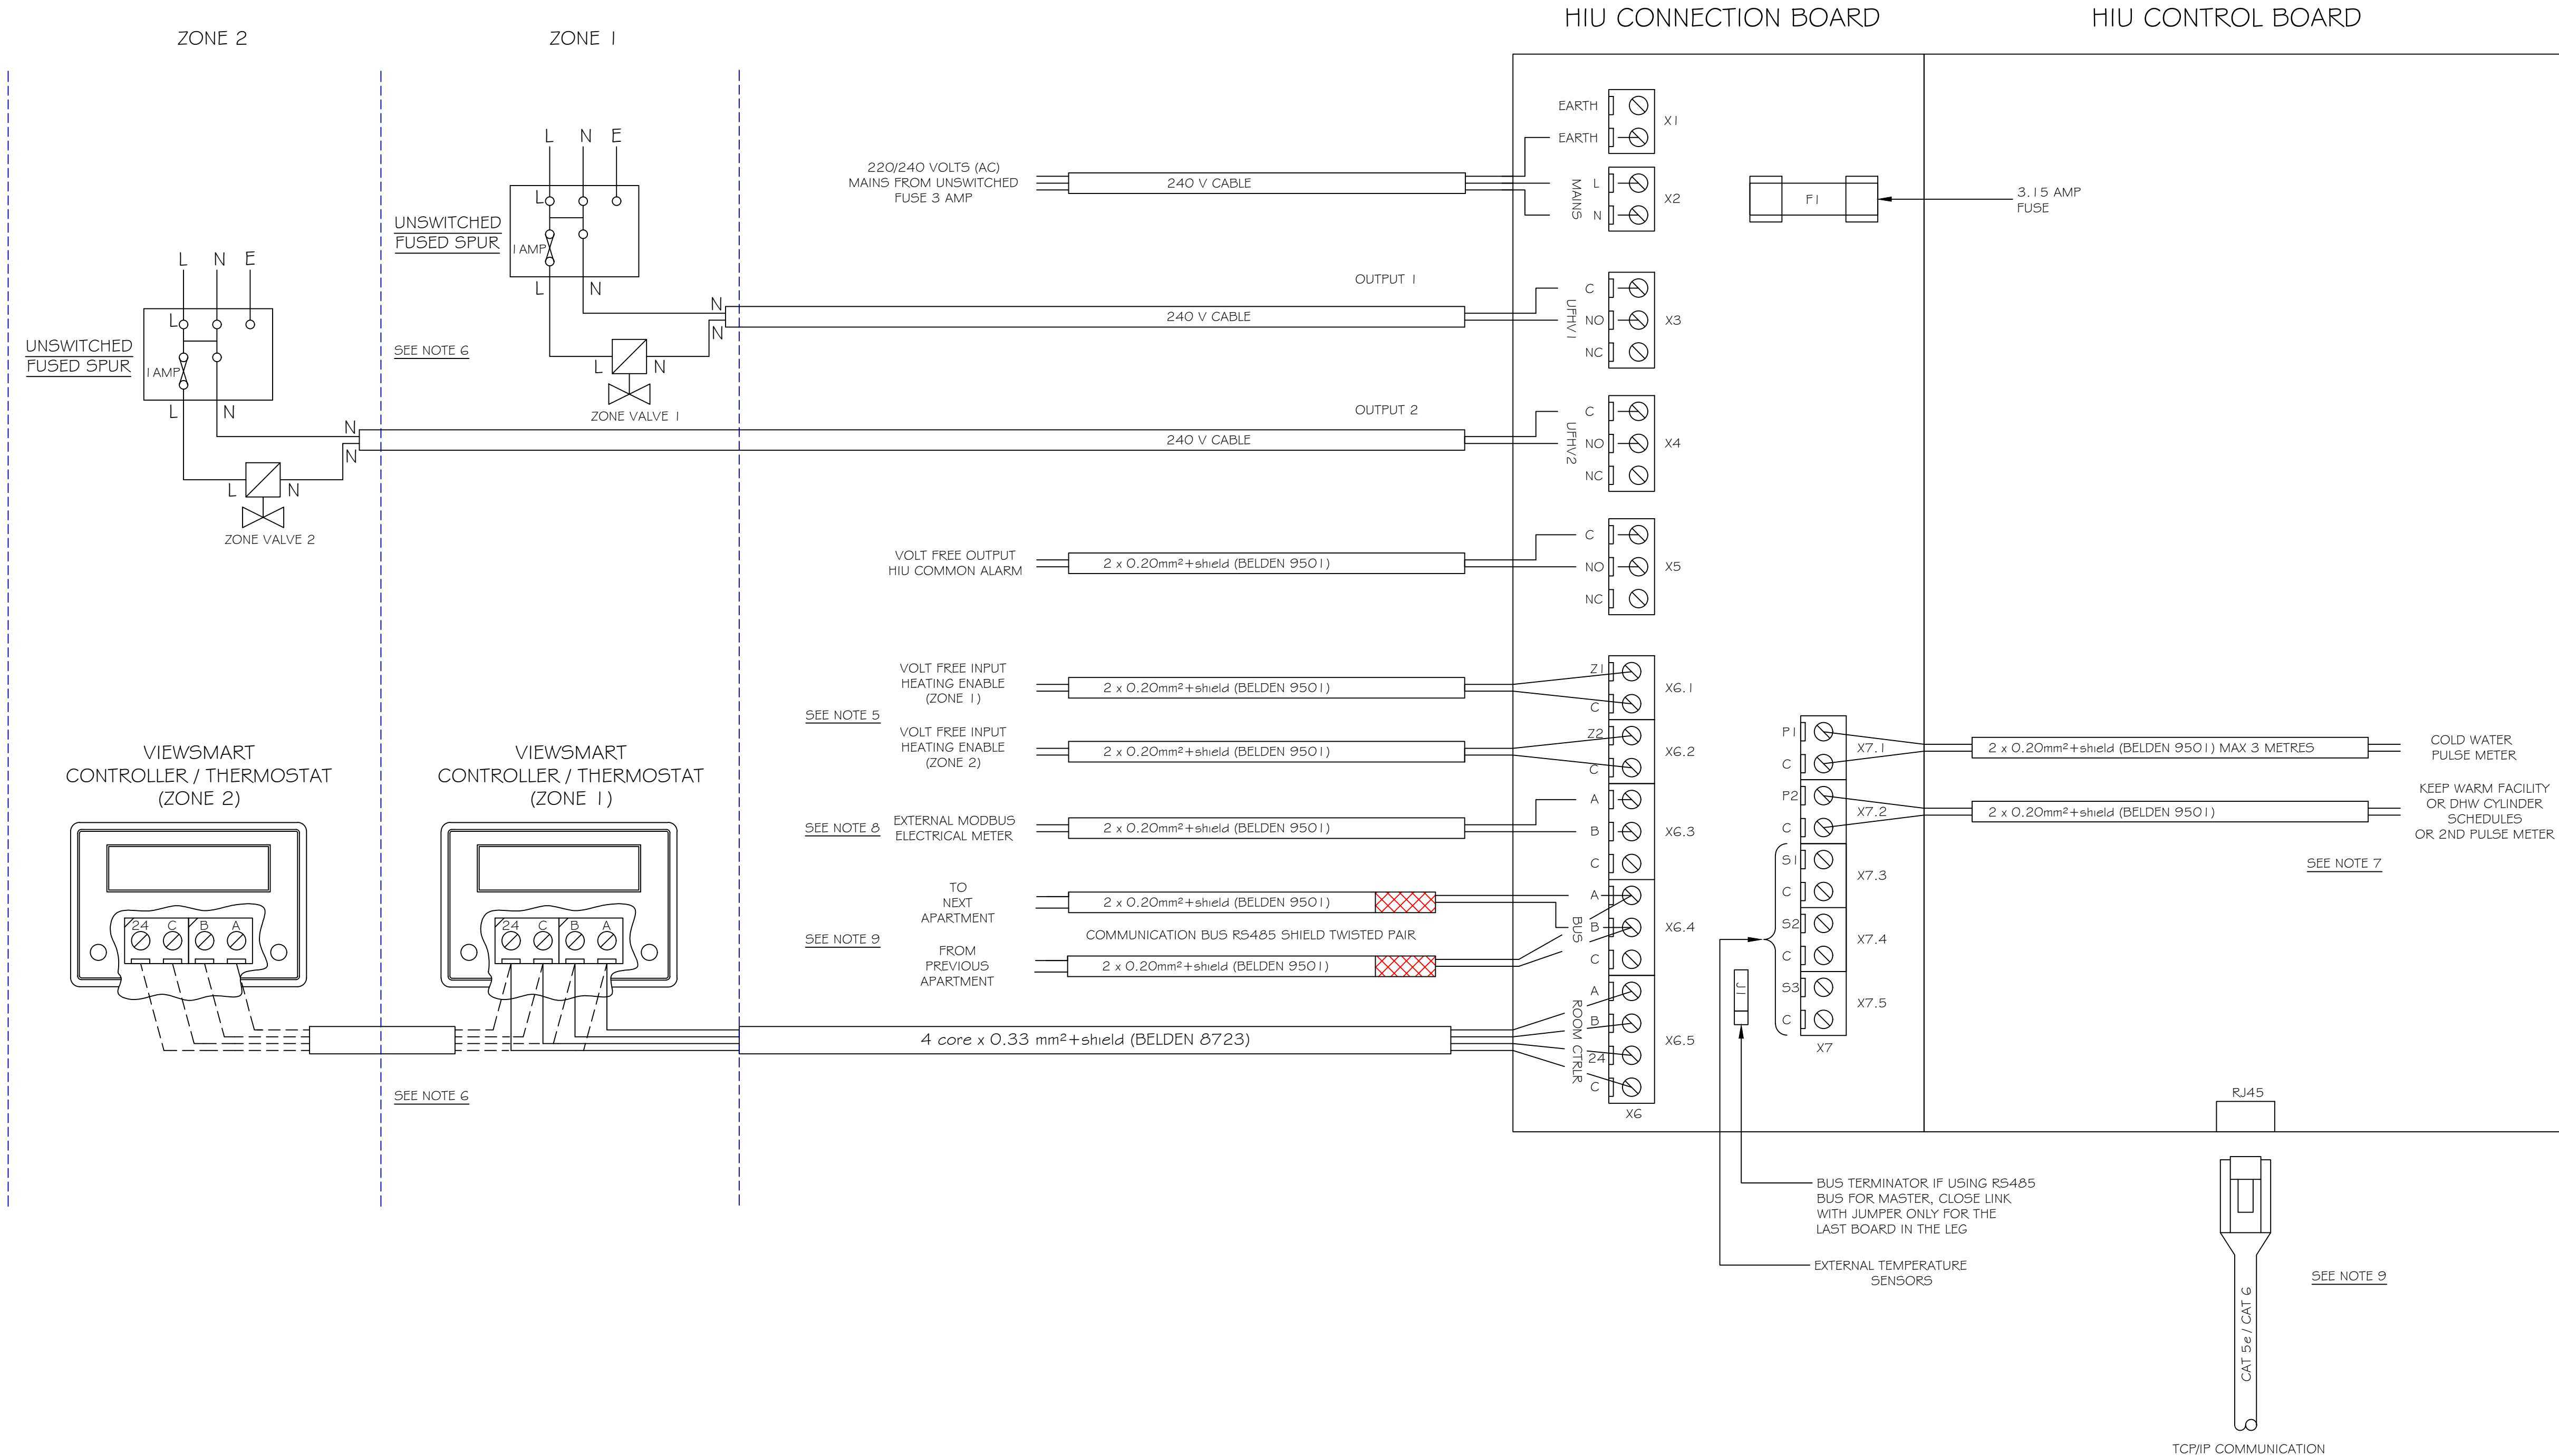 HIU CONNECTION BOARD
HIU CONTROL BOARD
ZONE 2
ZONE 1
L N E
L
UNSWITCHED
FUSED SPUR
1 AMP
L N
L N
ZONE VALVE 2
N
N
L N E
L
UNSWITCHED
FUSED SPUR
1 AMP
L N
SEE NOTE 6
L N
ZONE VALVE 1
N
N
220/240 VOLTS (AC)
MAINS FROM UNSWITCHED
FUSE 3 AMP
240 V CABLE
OUTPUT 1
240 V CABLE
OUTPUT 2
240 V CABLE
VOLT FREE OUTPUT
HIU COMMON ALARM
2 x 0.20mm²+shield (BELDEN 9501)
VOLT FREE INPUT
HEATING ENABLE
(ZONE 1)
2 x 0.20mm²+shield (BELDEN 9501)
SEE NOTE 5
VOLT FREE INPUT
HEATING ENABLE
(ZONE 2)
2 x 0.20mm²+shield (BELDEN 9501)
SEE NOTE 8
EXTERNAL MODBUS
ELECTRICAL METER
2 x 0.20mm²+shield (BELDEN 9501)
TO
NEXT
APARTMENT
2 x 0.20mm²+shield (BELDEN 9501)
SEE NOTE 9
COMMUNICATION BUS RS485 SHIELD TWISTED PAIR
FROM
PREVIOUS
APARTMENT
2 x 0.20mm²+shield (BELDEN 9501)
4 core x 0.33 mm²+shield (BELDEN 8723)
SEE NOTE 6
VIEWSMART
CONTROLLER / THERMOSTAT
(ZONE 2)
24 C B A
VIEWSMART
CONTROLLER / THERMOSTAT
(ZONE 1)
24 C B A
EARTH
EARTH
X1
MAINS
L
N
X2
F1
3.15 AMP
FUSE
UFHV1
C
NO
NC
X3
UFHV2
C
NO
NC
X4
C
NO
NC
X5
Z1
C
X6.1
Z2
C
X6.2
A
B
C
X6.3
BUS
A
B
C
X6.4
ROOM CTRLR
A
B
24
C
X6.5
X6
P1
C
X7.1
P2
C
X7.2
S1
C
X7.3
S2
C
X7.4
S3
C
X7.5
X7
J1
2 x 0.20mm²+shield (BELDEN 9501) MAX 3 METRES
COLD WATER
PULSE METER
2 x 0.20mm²+shield (BELDEN 9501)
KEEP WARM FACILITY
OR DHW CYLINDER
SCHEDULES
OR 2ND PULSE METER
SEE NOTE 7
RJ45
BUS TERMINATOR IF USING RS485
BUS FOR MASTER, CLOSE LINK
WITH JUMPER ONLY FOR THE
LAST BOARD IN THE LEG
EXTERNAL TEMPERATURE
SENSORS
SEE NOTE 9
CAT 5e / CAT 6
TCP/IP COMMUNICATION